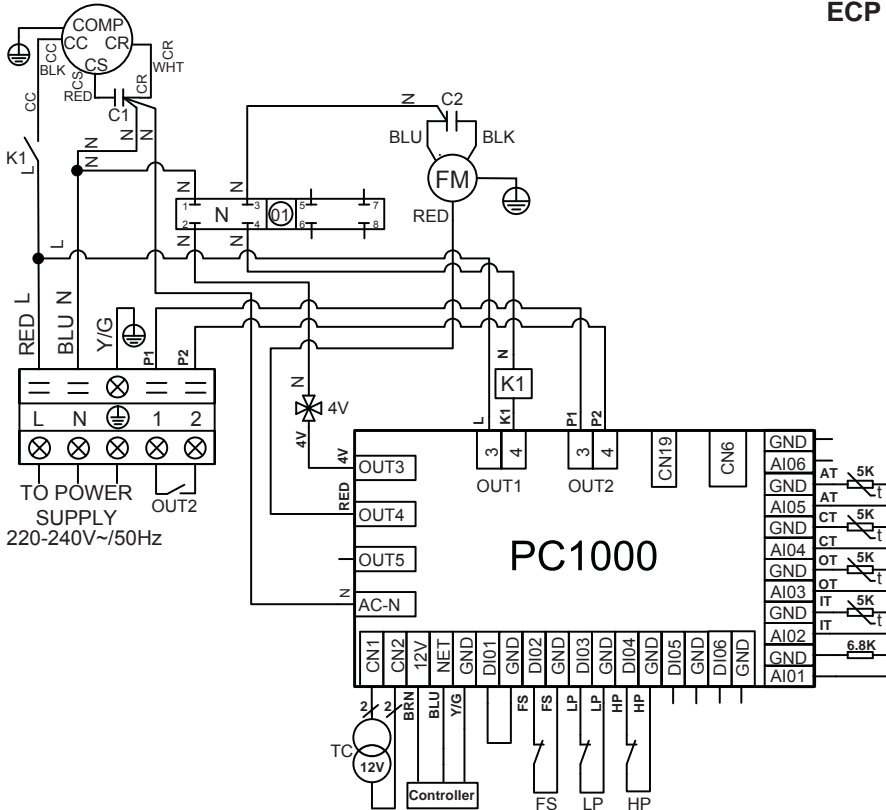 ECP
COMP
CC CR
CS
CC
BLK
CS
RED
CR
WHT
CR
C1
CC
K1
L
N
N
N
N
N
N
C2
BLU
BLK
FM
RED
N
N
1
3
5
7
N
01
2
4
6
8
N
N
L
RED L
BLU N
Y/G
P1
P2
L N 1 2
TO POWER
SUPPLY
220-240V~/50Hz
OUT2
N
4V
4V
4V
RED
N
N
K1
L
K1
P1
P2
3 4
OUT1
3 4
OUT2
CN19
CN6
OUT3
OUT4
OUT5
AC-N
PC1000
GND
AI06
GND
AI05
GND
AI04
GND
AI03
GND
AI02
GND
AI01
AT 5K
t
AT
CT 5K
t
CT
OT 5K
t
OT
IT 5K
t
IT
6.8K
CN1
CN2
12V
NET
GND
DI01
GND
DI02
GND
DI03
GND
DI04
GND
DI05
GND
DI06
GND
2
2
BRN
BLU
Y/G
FS
FS
LP
LP
HP
HP
TC
12V
Controller
FS
LP
HP